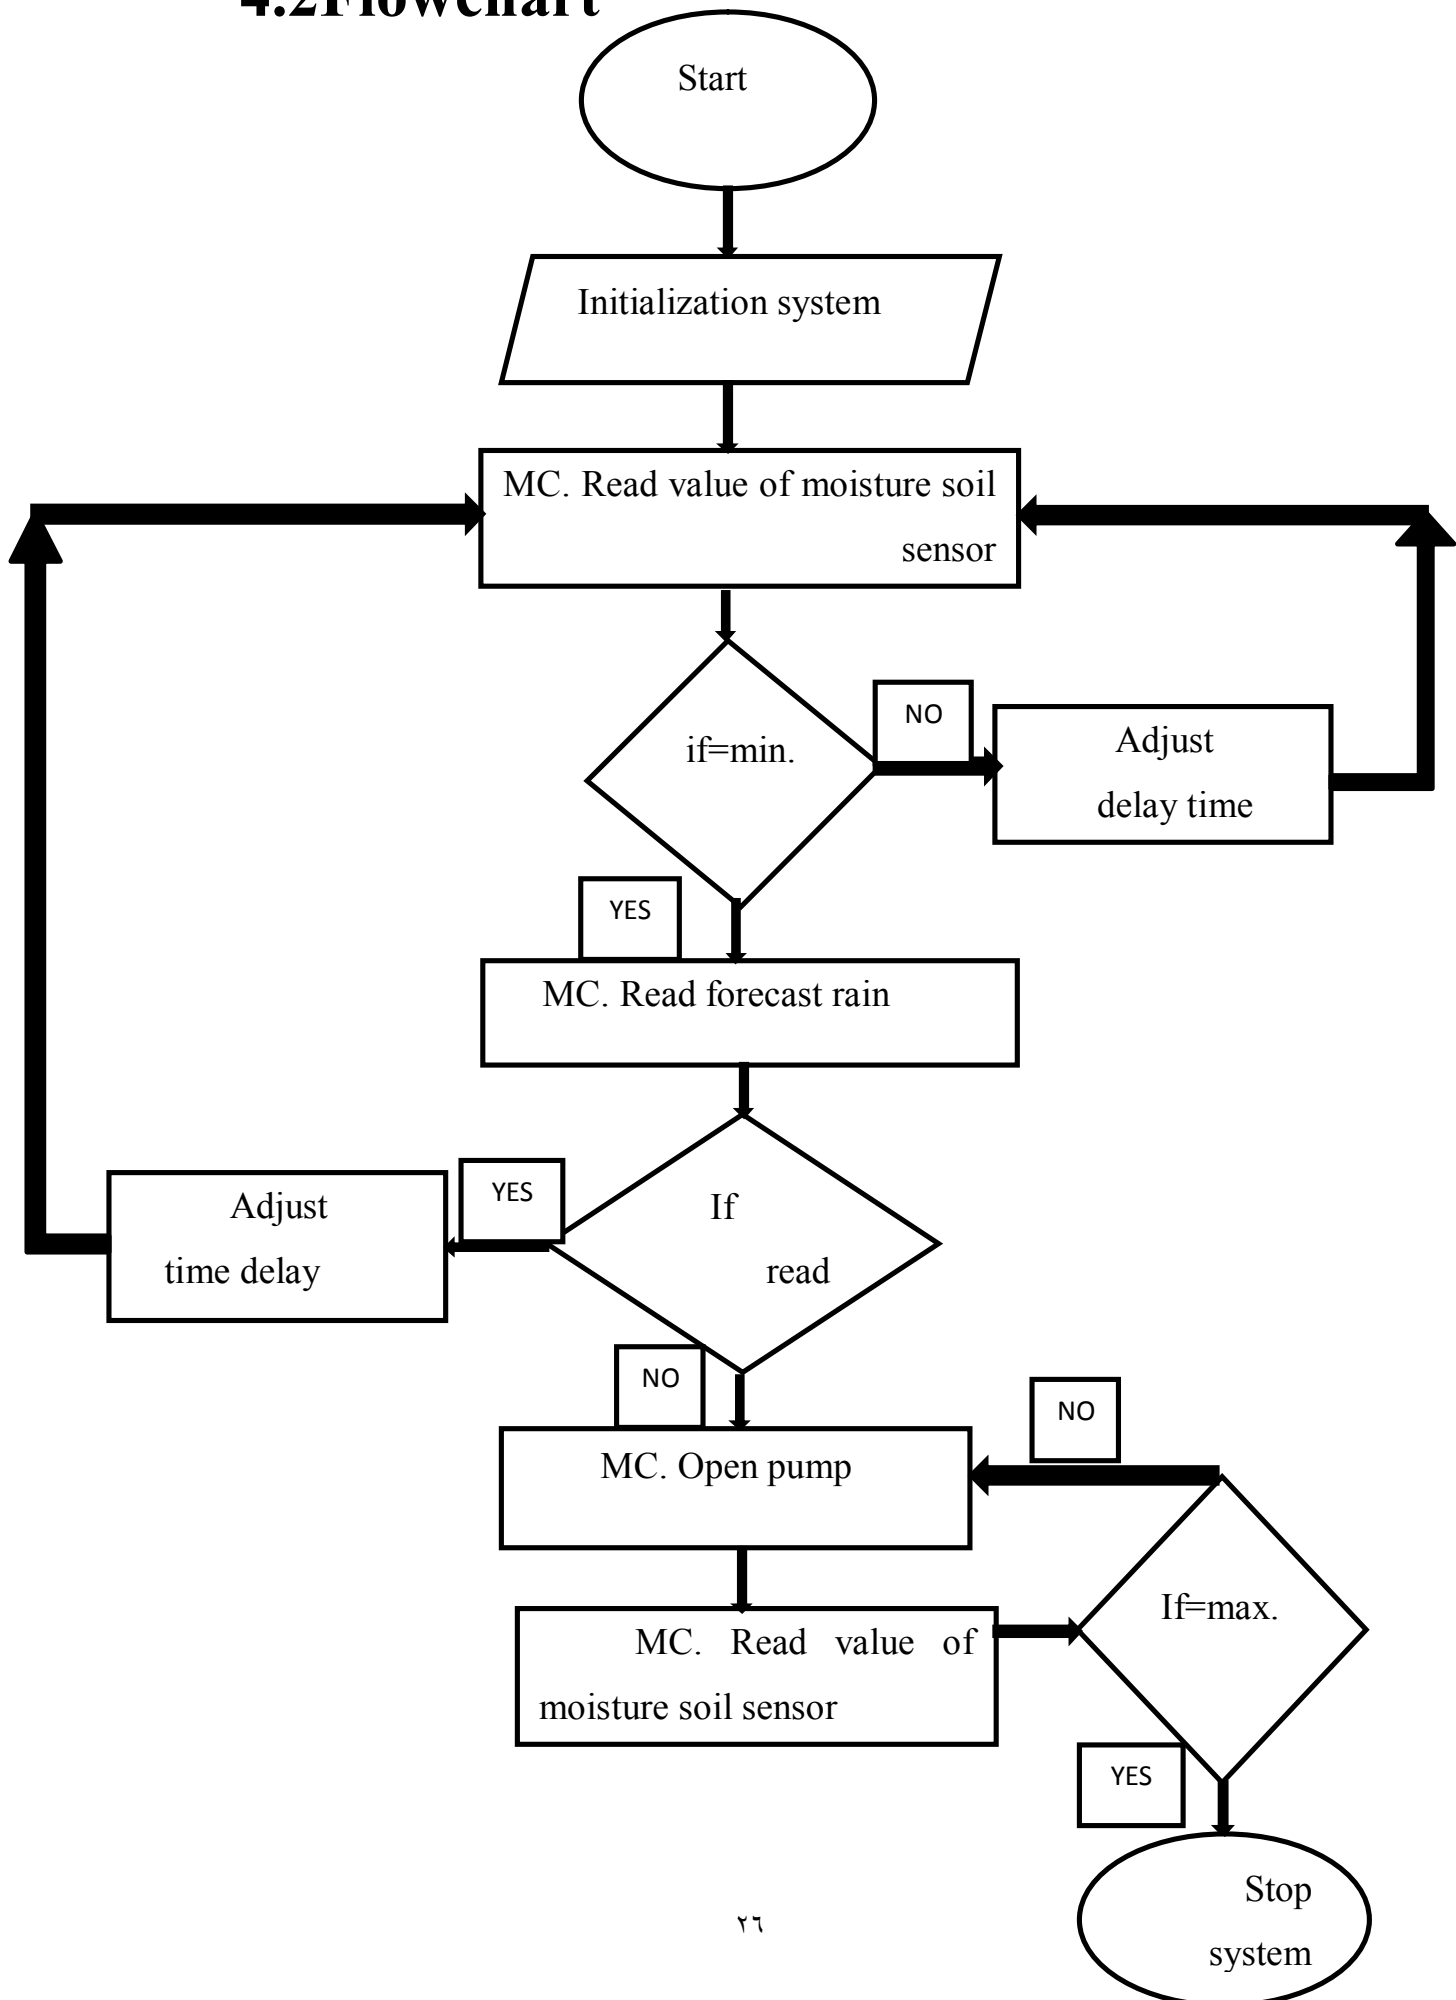 4.2Flowchart
Start
Initialization system
MC. Read value of moisture soil
sensor
if=min.
NO
Adjust
delay time
YES
MC. Read forecast rain
If
read
YES
Adjust
time delay
NO
MC. Open pump
NO
MC. Read value of
moisture soil sensor
If=max.
YES
Stop
system
٢٦